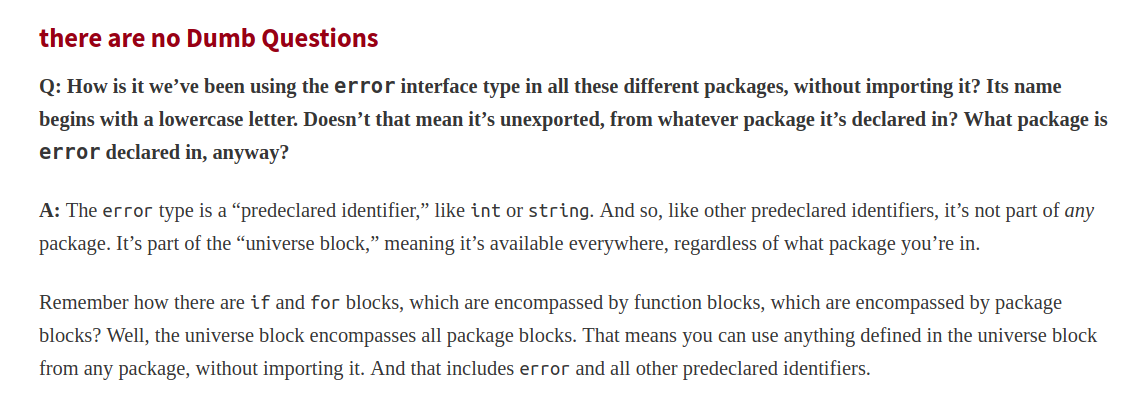 there are no Dumb Questions
Q: How is it we’ve been using the error interface type in all these different packages, without importing it? Its name
begins with a lowercase letter. Doesn’t that mean it’s unexported, from whatever package it’s declared in? What package is
error declared in, anyway?
A: The error type is a “predeclared identifier,” like int or string. And so, like other predeclared identifiers, it’s not part of any
package. It’s part of the “universe block,” meaning it’s available everywhere, regardless of what package you’re in.
Remember how there are if and for blocks, which are encompassed by function blocks, which are encompassed by package
blocks? Well, the universe block encompasses all package blocks. That means you can use anything defined in the universe block
from any package, without importing it. And that includes error and all other predeclared identifiers.